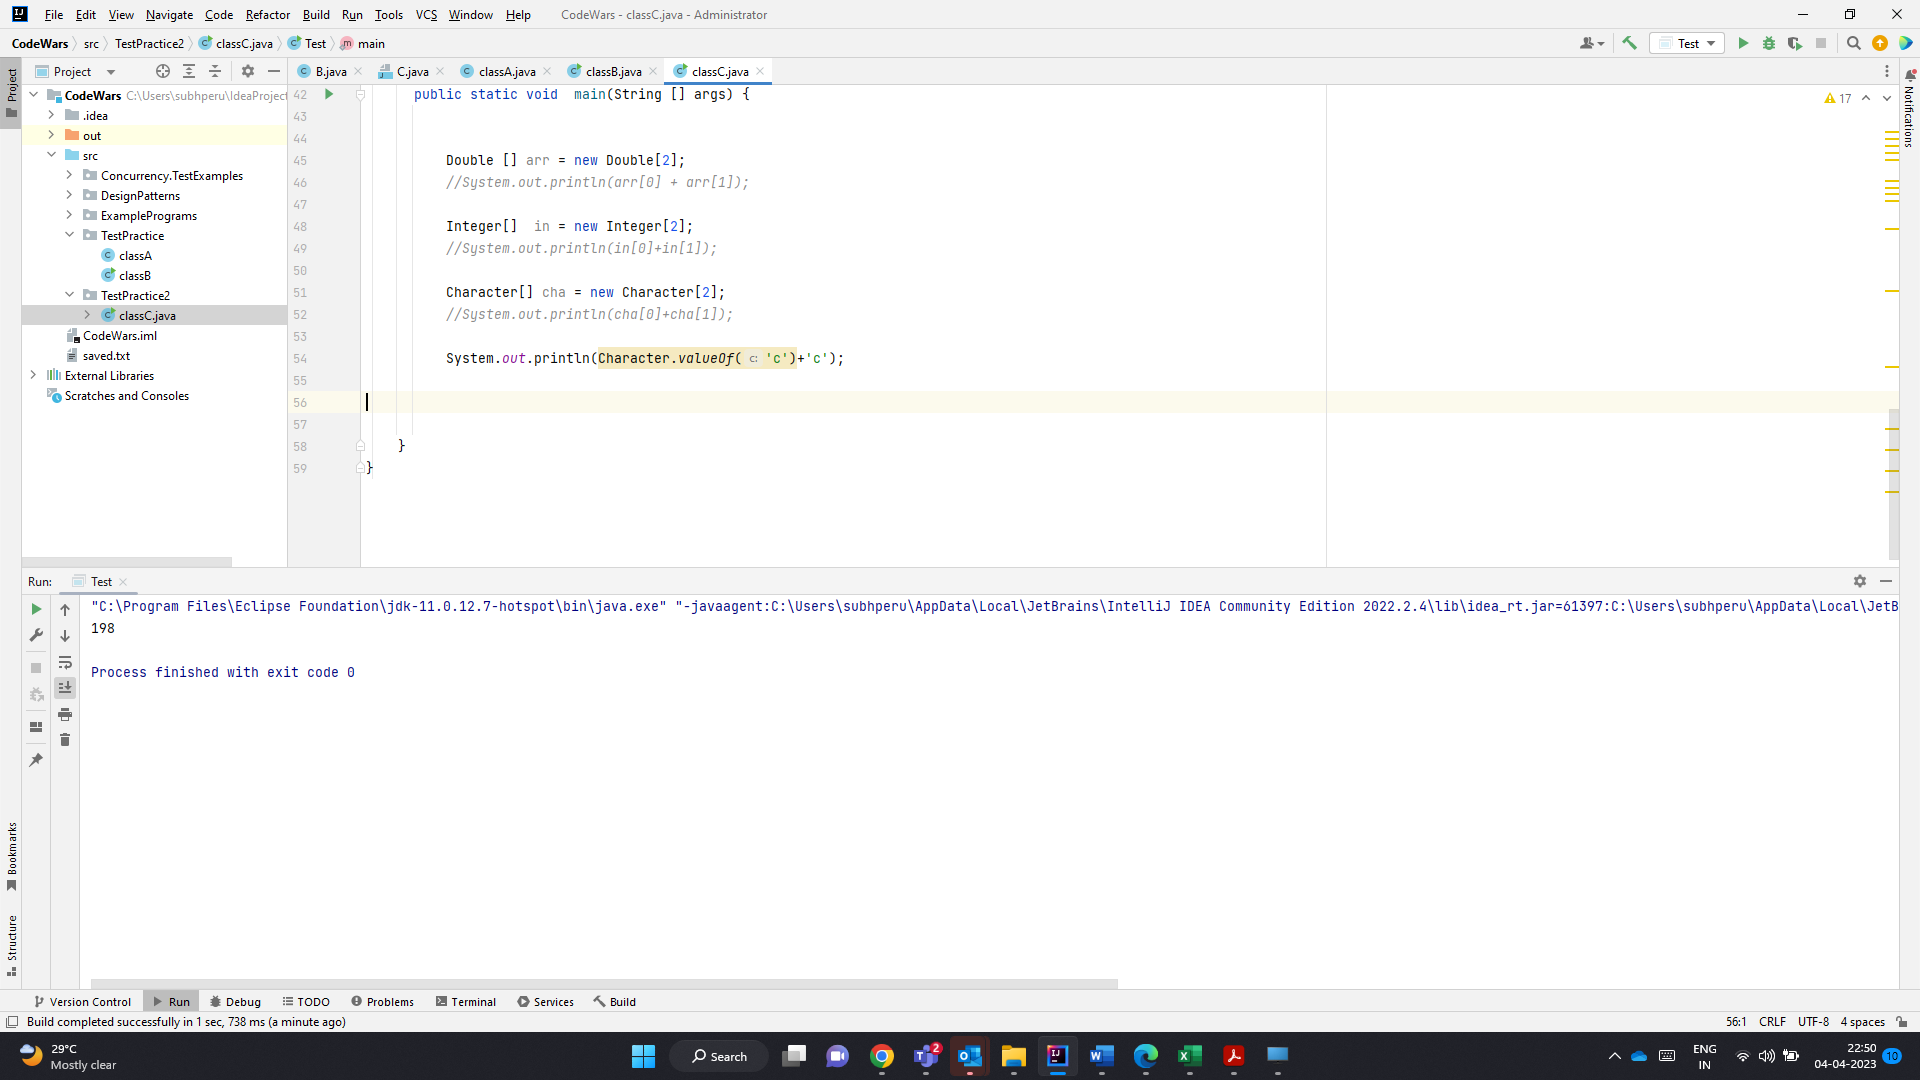 File Edit View Navigate Code Refactor Build Run Tools VCS Window Help CodeWars - classC.java - Administrator
CodeWars src TestPractice2 classC.java Test main
Test
Project
B.java C.java classA.java classB.java classC.java
Project
CodeWars C:\Users\subhperu\IdeaProject
.idea
out
src
Concurrency.TestExamples
DesignPatterns
ExamplePrograms
TestPractice
classA
classB
TestPractice2
classC.java
CodeWars.iml
saved.txt
External Libraries
Scratches and Consoles
42 public static void  main(String [] args) {
43
44
45 Double [] arr = new Double[2];
46 //System.out.println(arr[0] + arr[1]);
47
48 Integer[]  in = new Integer[2];
49 //System.out.println(in[0]+in[1]);
50
51 Character[] cha = new Character[2];
52 //System.out.println(cha[0]+cha[1]);
53
54 System.out.println(Character.valueOf( c: 'c')+'c');
55
56
57
58 }
59 }
17
Notifications
Run: Test
"C:\Program Files\Eclipse Foundation\jdk-11.0.12.7-hotspot\bin\java.exe" "-javaagent:C:\Users\subhperu\AppData\Local\JetBrains\IntelliJ IDEA Community Edition 2022.2.4\lib\idea_rt.jar=61397:C:\Users\subhperu\AppData\Local\JetB
198
Process finished with exit code 0
Bookmarks
Structure
Version Control Run Debug TODO Problems Terminal Services Build
Build completed successfully in 1 sec, 738 ms (a minute ago)
56:1 CRLF UTF-8 4 spaces
29°C
Mostly clear
Search
2
ENG
IN
22:50
04-04-2023
10